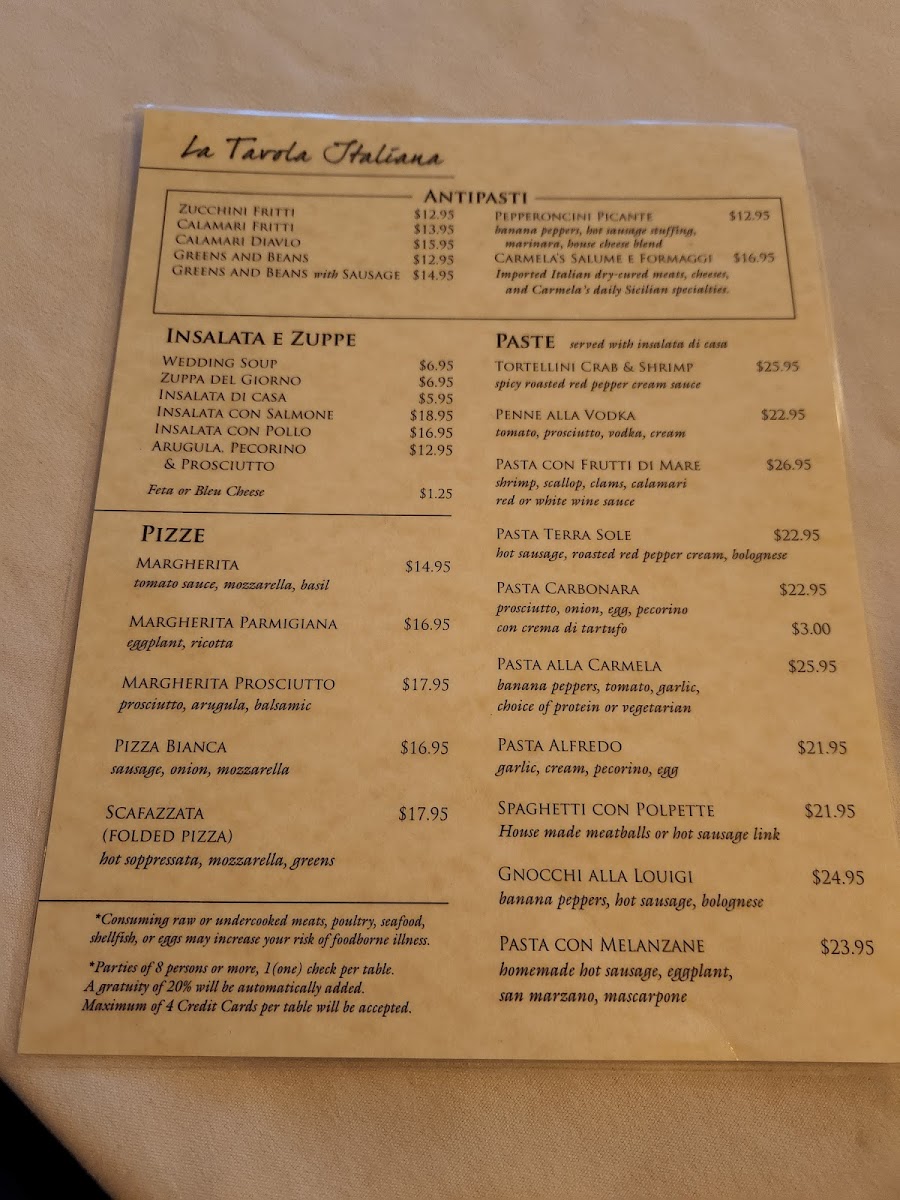 La Tavola Italiana
ANTIPASTI
ZUCCHINI FRITTI $12.95
CALAMARI FRITTI $13.95
CALAMARI DIAVLO $15.95
GREENS AND BEANS $12.95
GREENS AND BEANS with SAUSAGE $14.95
PEPPERONCINI PICANTE $12.95
banana peppers, hot sausage stuffing,
marinara, house cheese blend
CARMELA'S SALUME E FORMAGGI $16.95
Imported Italian dry-cured meats, cheeses,
and Carmela's daily Sicilian specialties.
INSALATA E ZUPPE
WEDDING SOUP $6.95
ZUPPA DEL GIORNO $6.95
INSALATA DI CASA $5.95
INSALATA CON SALMONE $18.95
INSALATA CON POLLO $16.95
ARUGULA, PECORINO $12.95
& PROSCIUTTO
Feta or Bleu Cheese $1.25
PIZZE
MARGHERITA $14.95
tomato sauce, mozzarella, basil
MARGHERITA PARMIGIANA $16.95
eggplant, ricotta
MARGHERITA PROSCIUTTO $17.95
prosciutto, arugula, balsamic
PIZZA BIANCA $16.95
sausage, onion, mozzarella
SCAFAZZATA $17.95
(FOLDED PIZZA)
hot soppressata, mozzarella, greens
*Consuming raw or undercooked meats, poultry, seafood,
shellfish, or eggs may increase your risk of foodborne illness.
*Parties of 8 persons or more, 1(one) check per table.
A gratuity of 20% will be automatically added.
Maximum of 4 Credit Cards per table will be accepted.
PASTE served with insalata di casa
TORTELLINI CRAB & SHRIMP $25.95
spicy roasted red pepper cream sauce
PENNE ALLA VODKA $22.95
tomato, prosciutto, vodka, cream
PASTA CON FRUTTI DI MARE $26.95
shrimp, scallop, clams, calamari
red or white wine sauce
PASTA TERRA SOLE $22.95
hot sausage, roasted red pepper cream, bolognese
PASTA CARBONARA $22.95
prosciutto, onion, egg, pecorino
con crema di tartufo $3.00
PASTA ALLA CARMELA $25.95
banana peppers, tomato, garlic,
choice of protein or vegetarian
PASTA ALFREDO $21.95
garlic, cream, pecorino, egg
SPAGHETTI CON POLPETTE $21.95
House made meatballs or hot sausage link
GNOCCHI ALLA LOUIGI $24.95
banana peppers, hot sausage, bolognese
PASTA CON MELANZANE $23.95
homemade hot sausage, eggplant,
san marzano, mascarpone